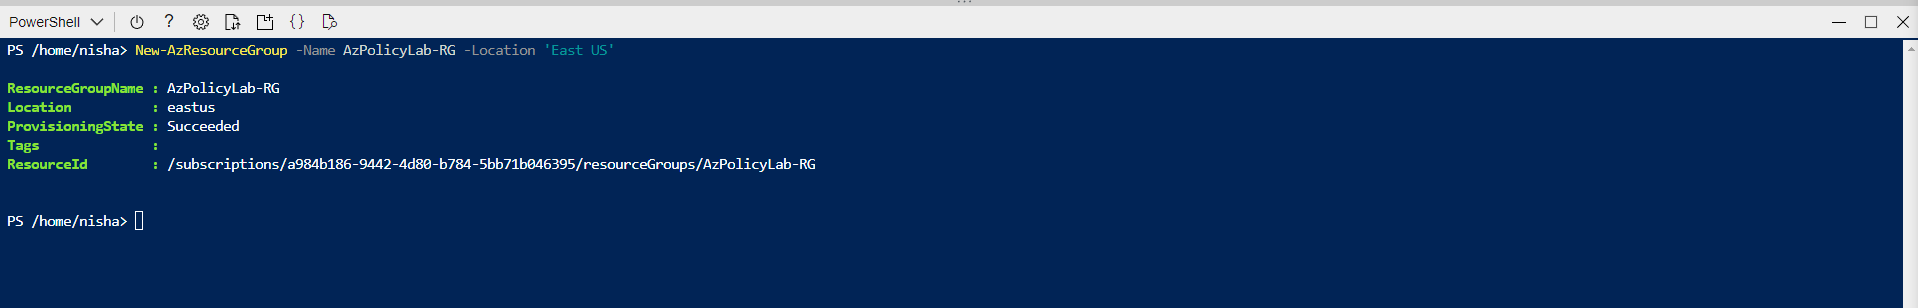 PowerShell
PS /home/nisha> New-AzResourceGroup -Name AzPolicyLab-RG -Location 'East US'
ResourceGroupName : AzPolicyLab-RG
Location          : eastus
ProvisioningState : Succeeded
Tags              :
ResourceId        : /subscriptions/a984b186-9442-4d80-b784-5bb71b046395/resourceGroups/AzPolicyLab-RG
PS /home/nisha>